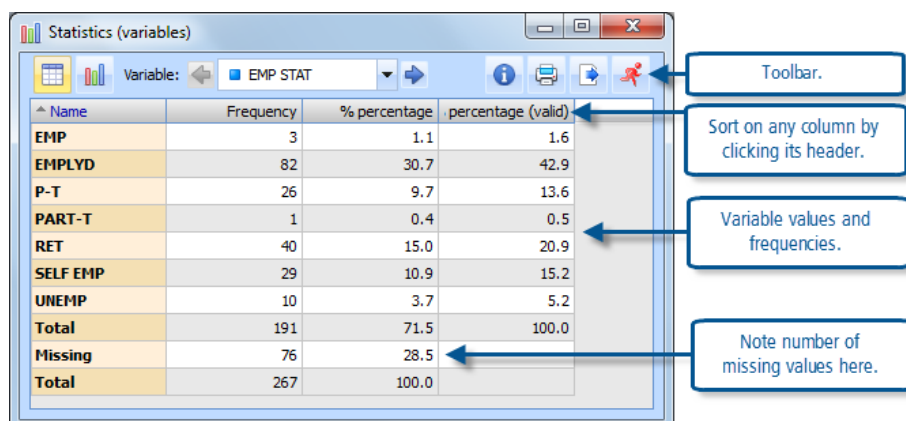 Statistics (variables)
Variable: EMP STAT
Toolbar.
Name Frequency % percentage percentage (valid)
Sort on any column by
clicking its header.
EMP 3 1.1 1.6
EMPLYD 82 30.7 42.9
P-T 26 9.7 13.6
PART-T 1 0.4 0.5
Variable values and
frequencies.
RET 40 15.0 20.9
SELF EMP 29 10.9 15.2
UNEMP 10 3.7 5.2
Total 191 71.5 100.0
Missing 76 28.5
Note number of
missing values here.
Total 267 100.0